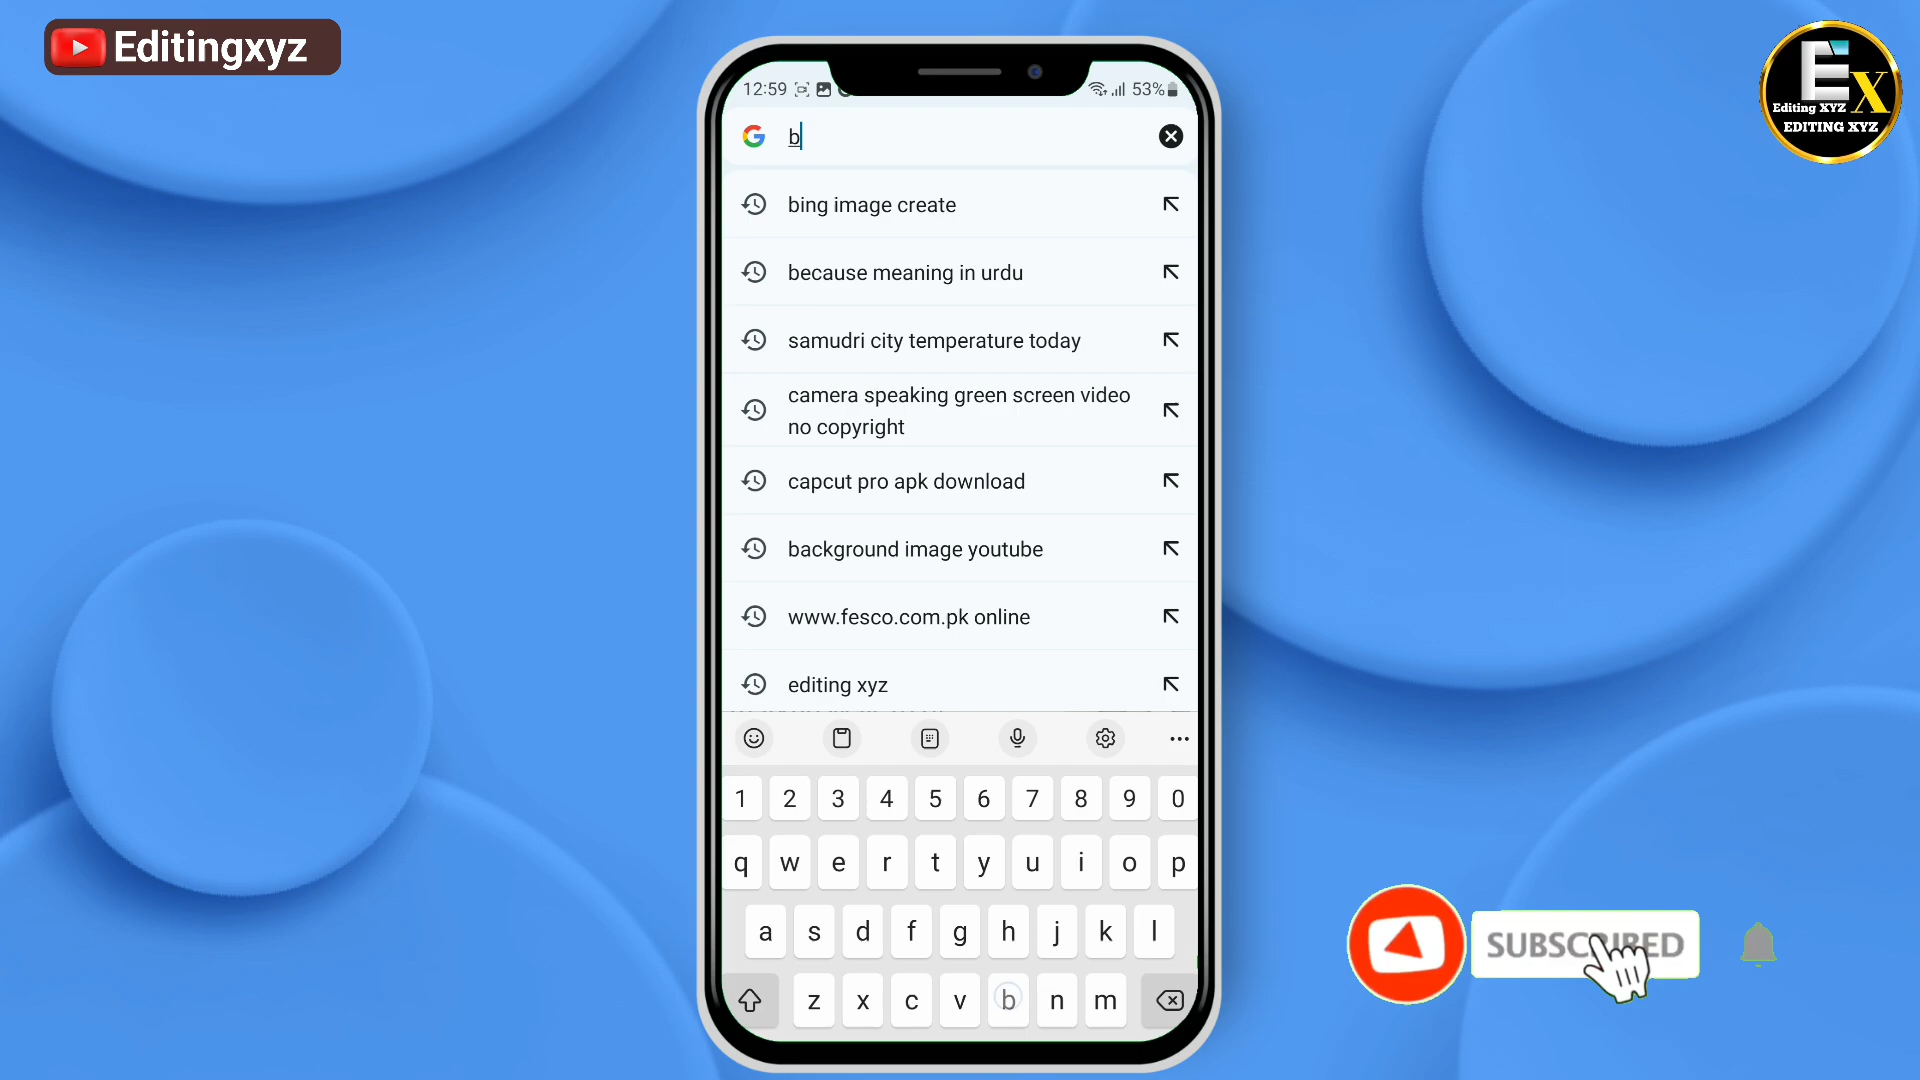 Editingxyz
Editing XYZ
EX
EDITING XYZ
12:59
53%
b
bing image create
because meaning in urdu
samudri city temperature today
camera speaking green screen video
no copyright
capcut pro apk download
background image youtube
www.fesco.com.pk online
editing xyz
1 2 3 4 5 6 7 8 9 0
q w e r t y u i o p
a s d f g h j k l
z x c v b n m
SUBSCRIBED